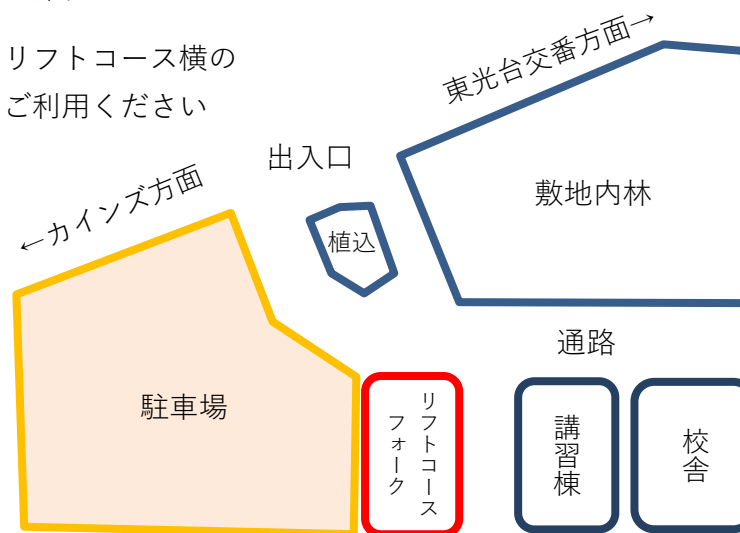 リフトコース横の
ご利用ください
東光台交番方面→
出入口
←カインズ方面
敷地内林
植込
通路
駐車場
リフトコース
フォーク
講習棟
校舎